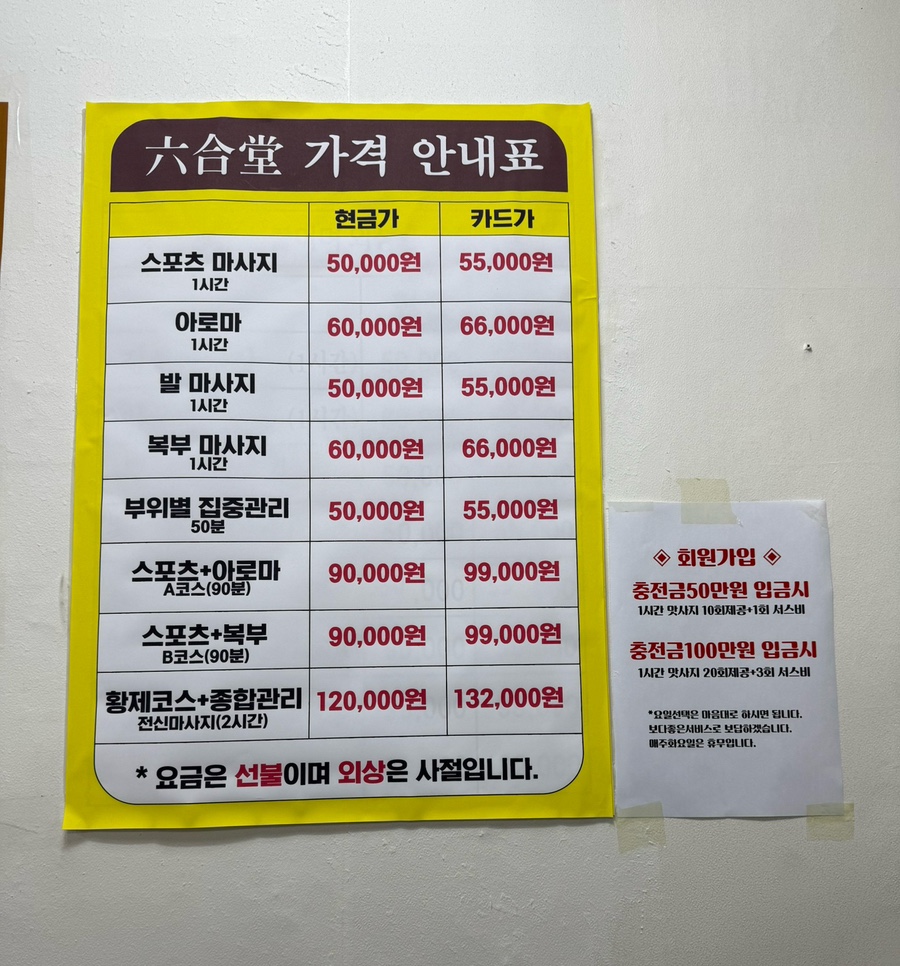 六合堂 가격 안내표
현금가 카드가
스포츠 마사지 50,000원 55,000원
1시간
아로마 60,000원 66,000원
1시간
발 마사지 50,000원 55,000원
1시간
복부 마사지 60,000원 66,000원
1시간
부위별 집중관리 50,000원 55,000원
50분
스포츠+아로마 90,000원 99,000원
A코스(90분)
스포츠+복부 90,000원 99,000원
B코스(90분)
황제코스+종합관리 120,000원 132,000원
전신마사지(2시간)
* 요금은 선불이며 외상은 사절입니다.
◈ 회원가입 ◈
충전금50만원 입금시
1시간 맛사지 10회제공+1회 서스비
충전금100만원 입금시
1시간 맛사지 20회제공+3회 서스비
*요일선택은 마음대로 하시면 됩니다.
보다좋은서비스로 보답하겠습니다.
매주화요일은 휴무입니다.